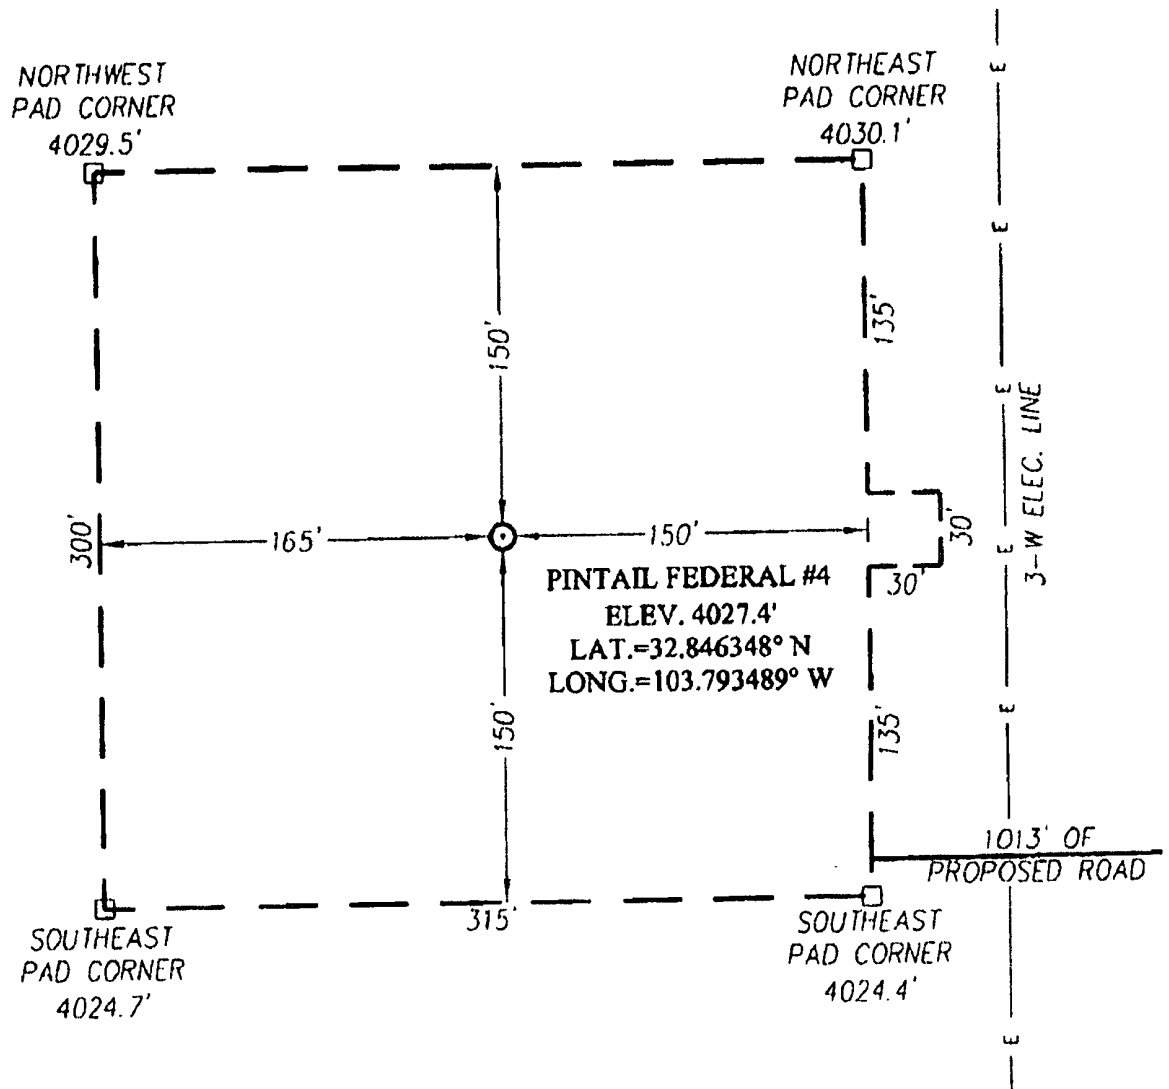 NORTHWEST
PAD CORNER
4029.5'
NORTHEAST
PAD CORNER
4030.1'
E
E
150'
135'
E
3-W ELEC. LINE
300'
165'
150'
30'
E
30'
PINTAIL FEDERAL #4
ELEV. 4027.4'
LAT.=32.846348° N
LONG.=103.793489° W
150'
135'
E
1013' OF
PROPOSED ROAD
315'
SOUTHEAST
PAD CORNER
4024.7'
SOUTHEAST
PAD CORNER
4024.4'
E